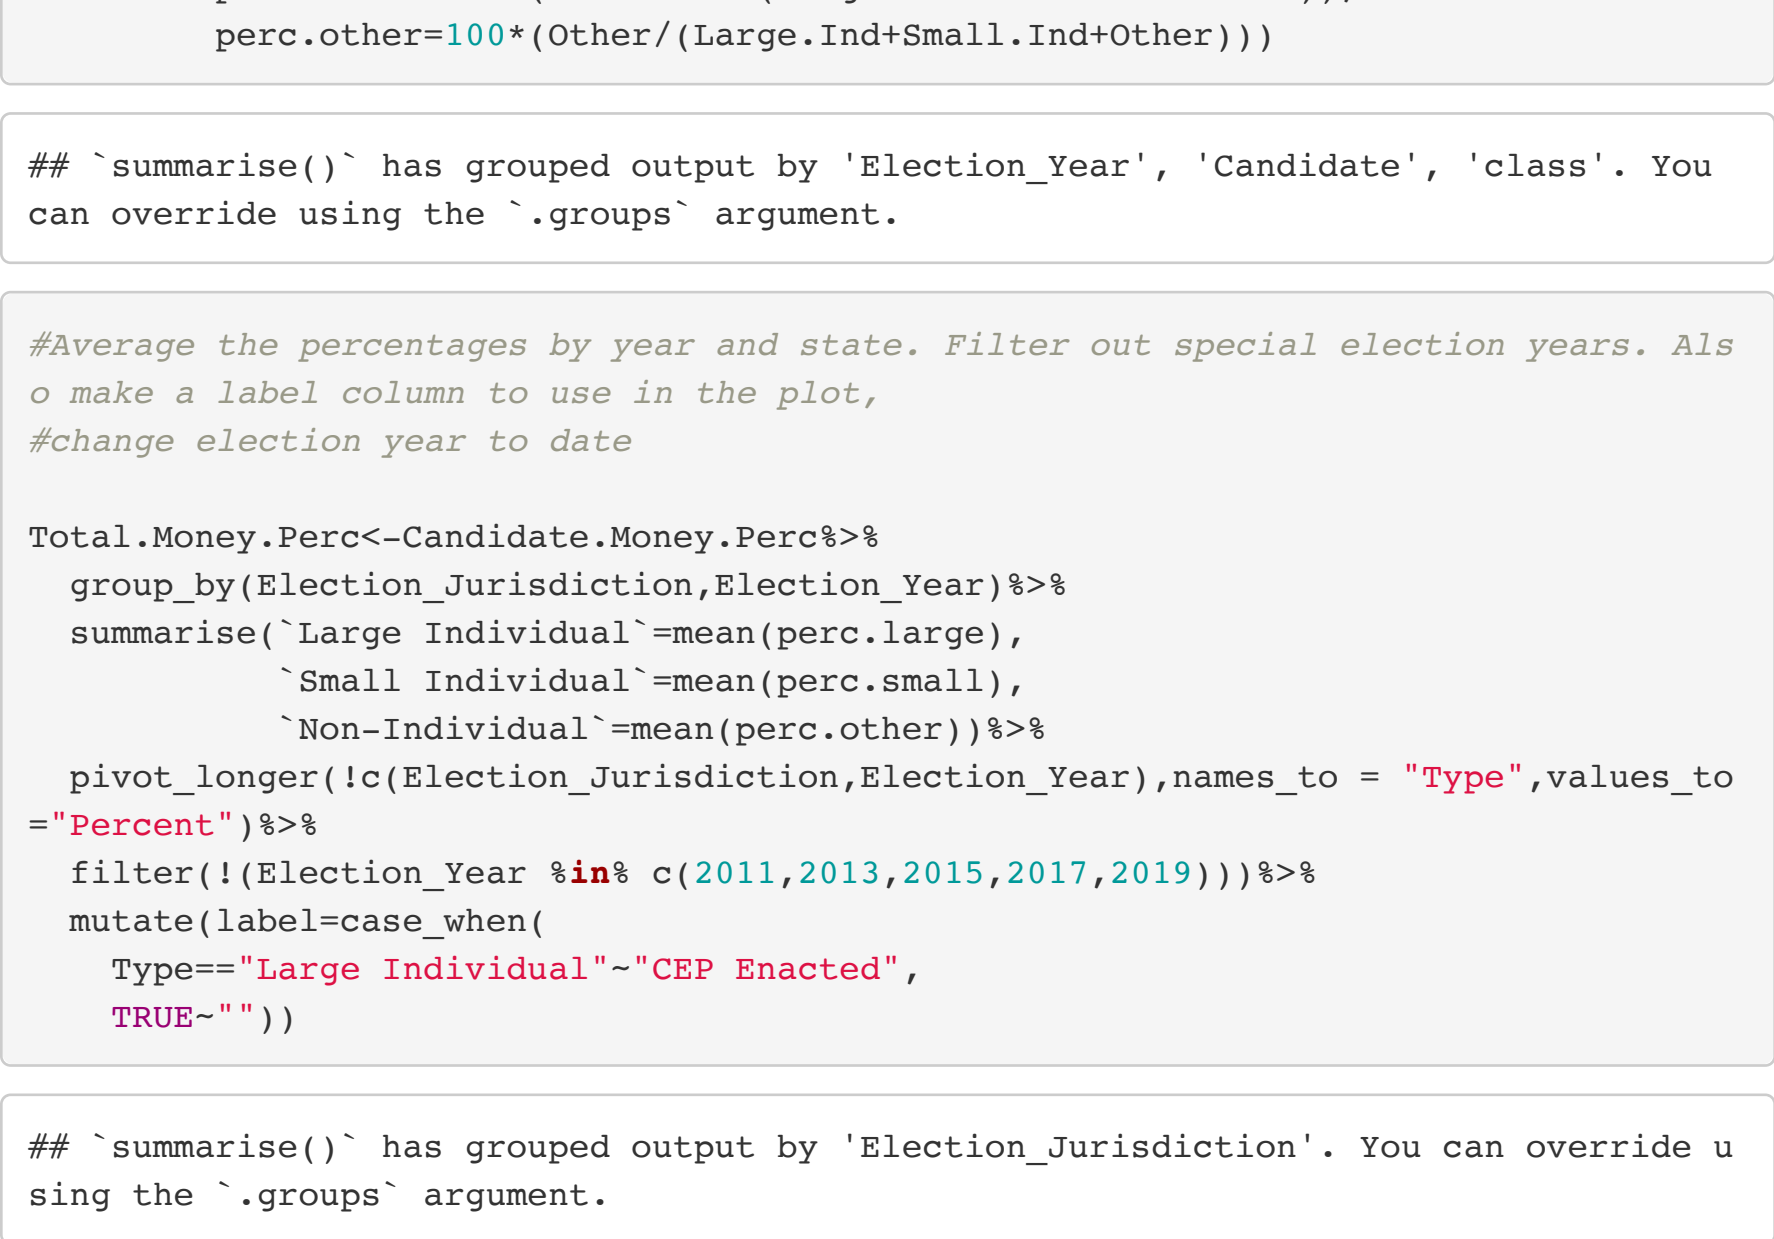 perc.other=100*(Other/(Large.Ind+Small.Ind+Other)))
## `summarise()` has grouped output by 'Election_Year', 'Candidate', 'class'. You
can override using the `.groups` argument.
#Average the percentages by year and state. Filter out special election years. Als
o make a label column to use in the plot,
#change election year to date
Total.Money.Perc<-Candidate.Money.Perc%>%
  group_by(Election_Jurisdiction,Election_Year)%>%
  summarise(`Large Individual`=mean(perc.large),
            `Small Individual`=mean(perc.small),
            `Non-Individual`=mean(perc.other))%>%
  pivot_longer(!c(Election_Jurisdiction,Election_Year),names_to = "Type",values_to
="Percent")%>%
  filter(!(Election_Year %in% c(2011,2013,2015,2017,2019)))%>%
  mutate(label=case_when(
    Type=="Large Individual"~"CEP Enacted",
    TRUE~""))
## `summarise()` has grouped output by 'Election_Jurisdiction'. You can override u
sing the `.groups` argument.